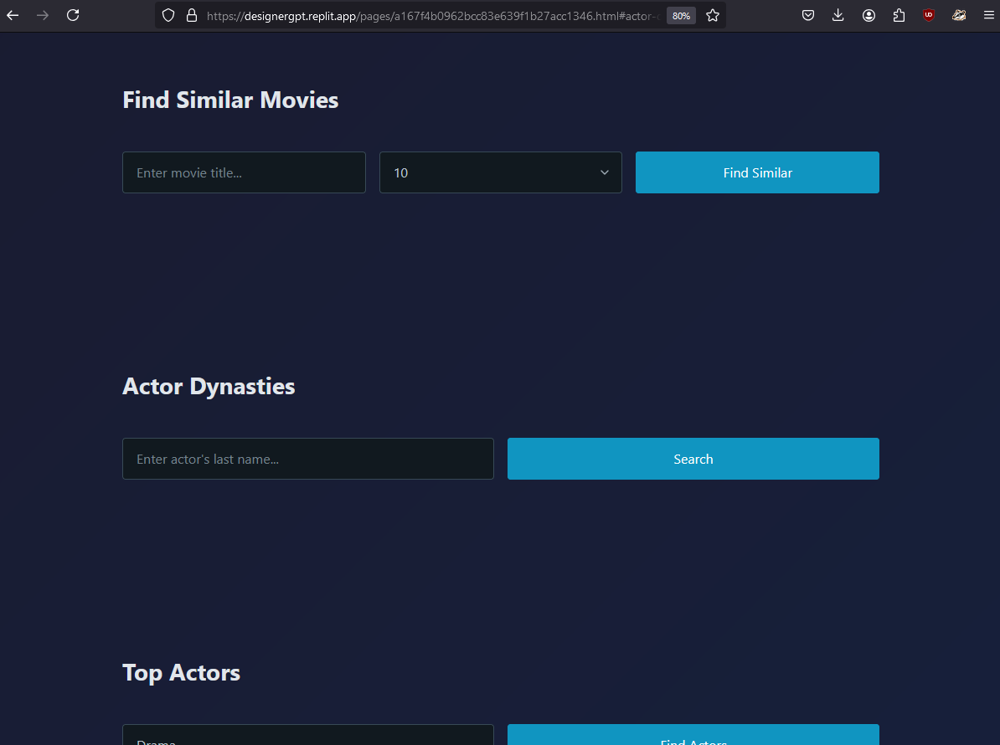 https://designergpt.replit.app/pages/a167f4b0962bcc83e639f1b27acc1346.html#actor-
80%
Find Similar Movies
Enter movie title...
10
Find Similar
Actor Dynasties
Enter actor's last name...
Search
Top Actors
Drama
Find Actors